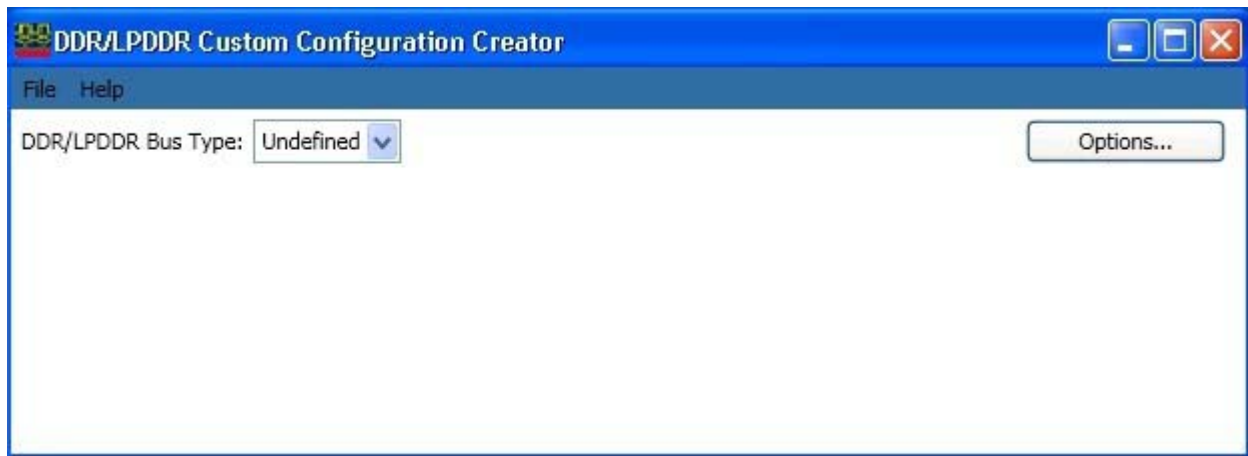 DDR/LPDDR Custom Configuration Creator
File Help
DDR/LPDDR Bus Type: Undefined Options...